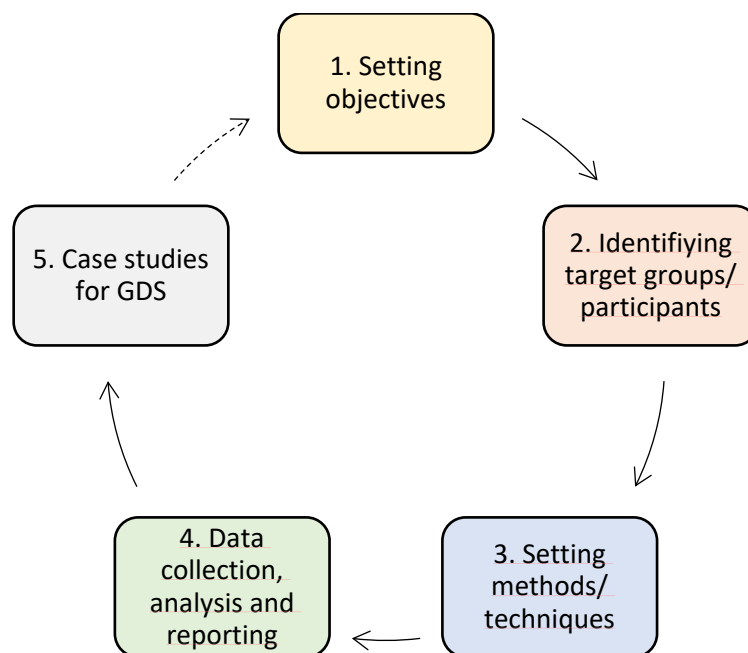 1. Setting
objectives
2. Identifiying
target groups/
participants
3. Setting
methods/
techniques
4. Data
collection,
analysis and
reporting
5. Case studies
for GDS